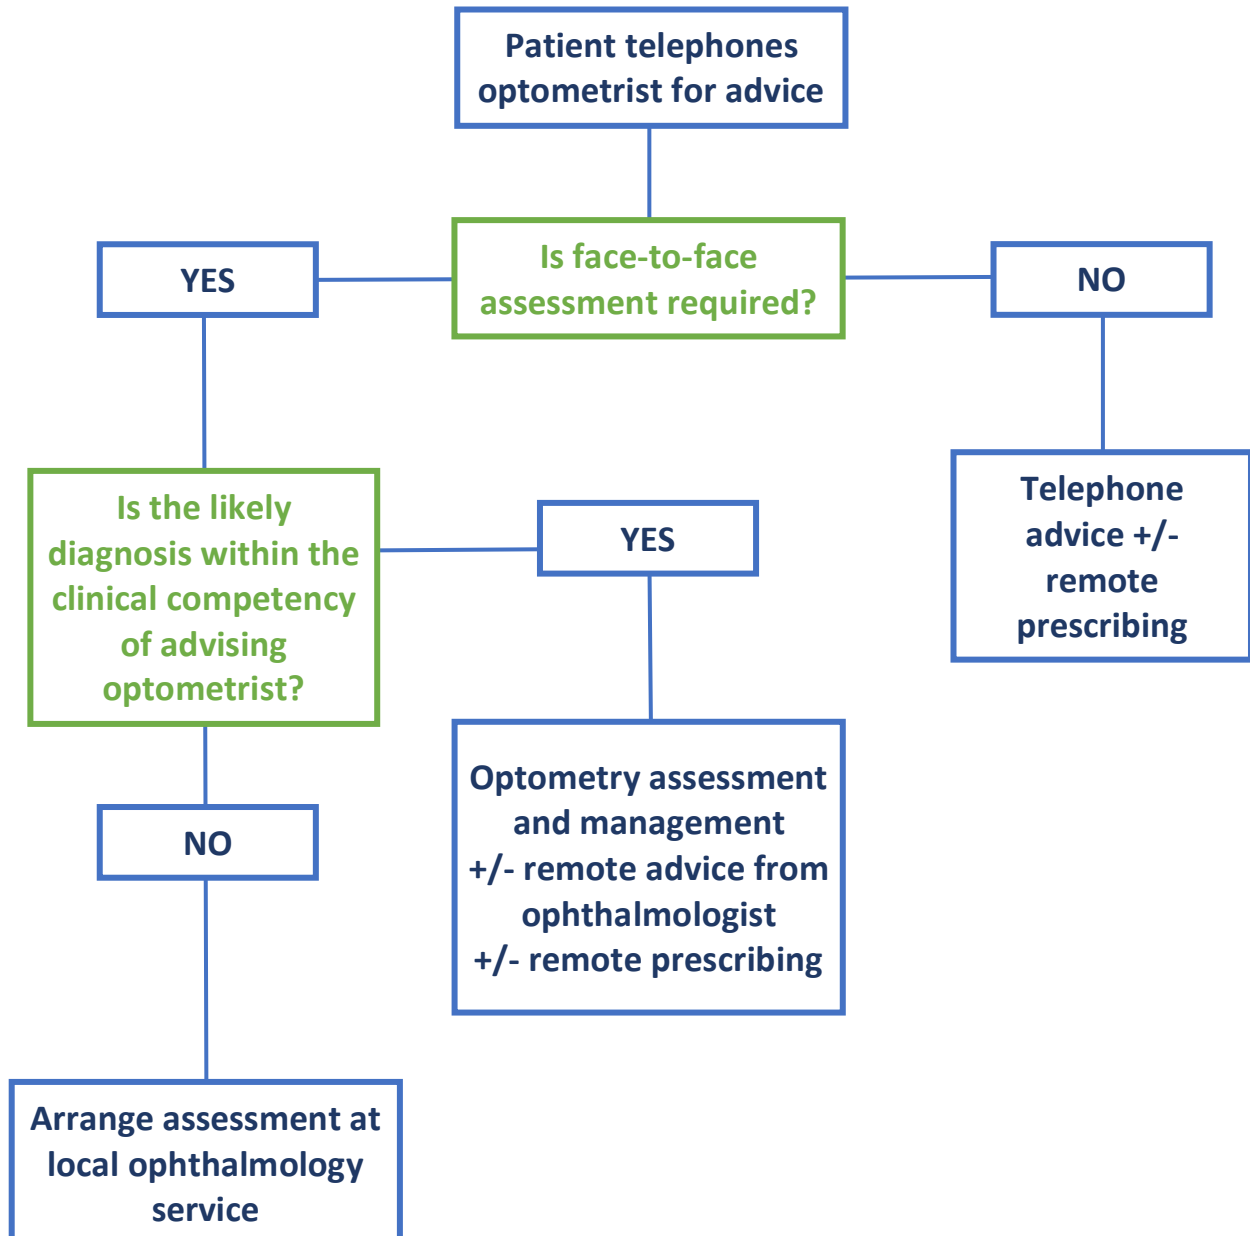 Patient telephones
optometrist for advice
Is face-to-face
assessment required?
YES
NO
Is the likely
diagnosis within the
clinical competency
of advising
optometrist?
YES
Telephone
advice +/-
remote
prescribing
NO
Optometry assessment
and management
+/- remote advice from
ophthalmologist
+/- remote prescribing
Arrange assessment at
local ophthalmology
service